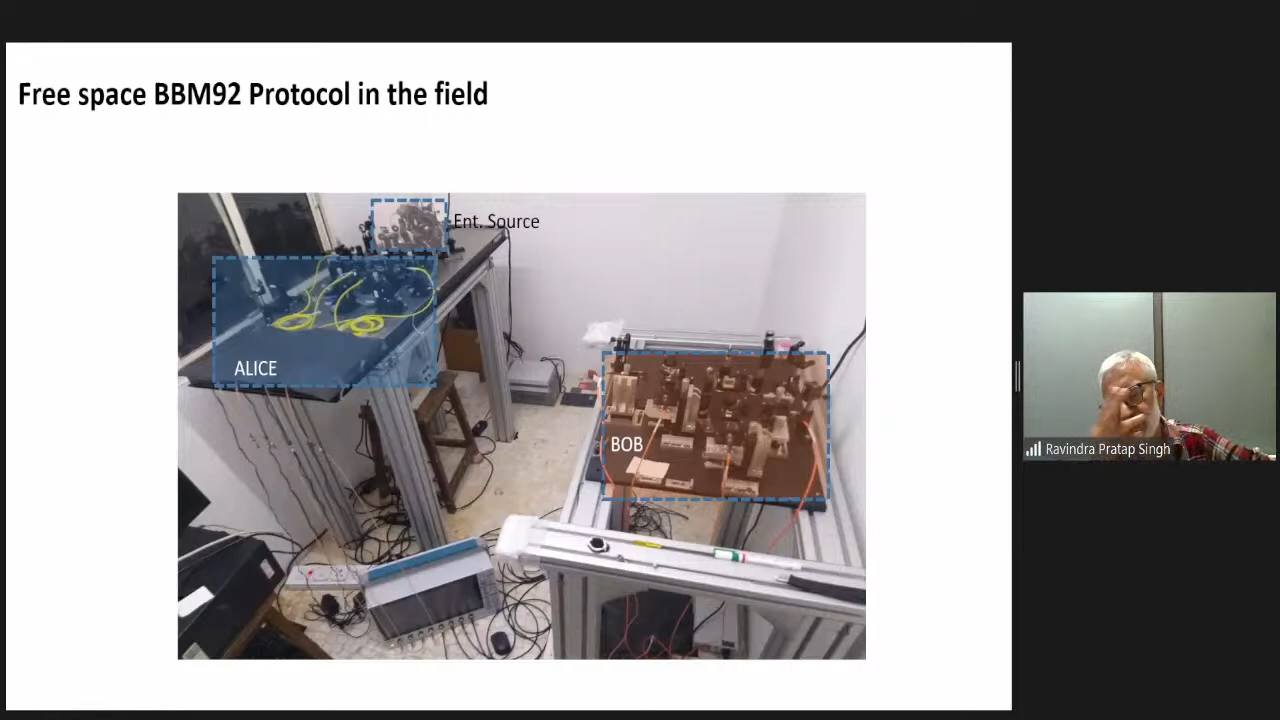 Free space BBM92 Protocol in the field
Ent. Source
ALICE
BOB
Ravindra Pratap Singh